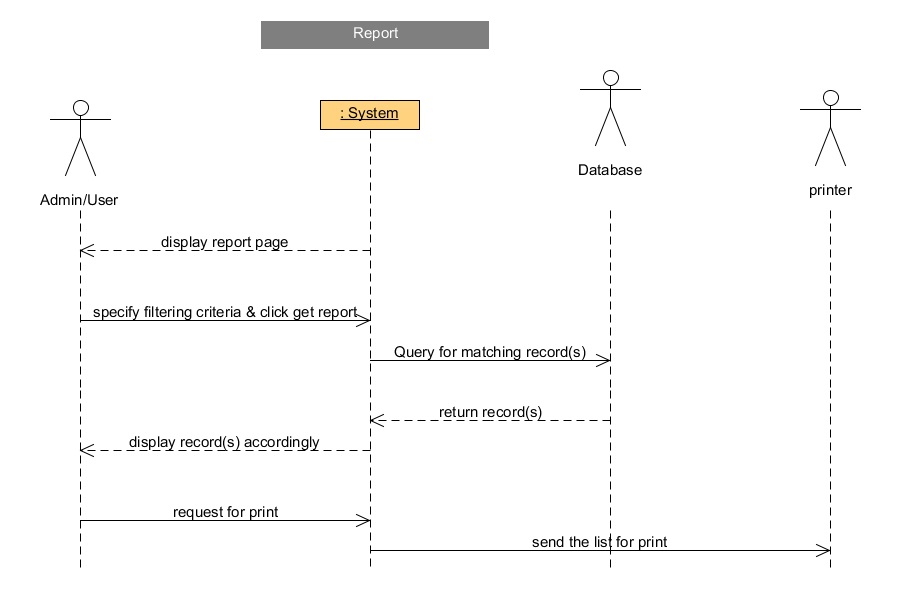 Report
: System
Database
printer
Admin/User
display report page
specify filtering criteria & click get report
Query for matching record(s)
return record(s)
display record(s) accordingly
request for print
send the list for print